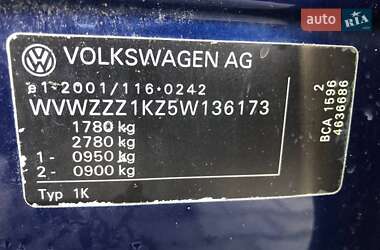 auto RIA.com
VOLKSWAGEN AG
e1*2001/116*0242
WVWZZZ1KZ5W136173
1780 kg
2780 kg
1 - 0950 kg
2 - 0900 kg
Typ 1K
2
BCA 1596
4636686